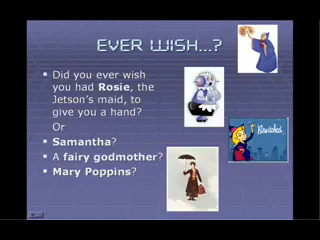 EVER WISH...?
Did you ever wish
you had Rosie, the
Jetson's maid, to
give you a hand?
Or
Samantha?
A fairy godmother?
Mary Poppins?
Bewitched